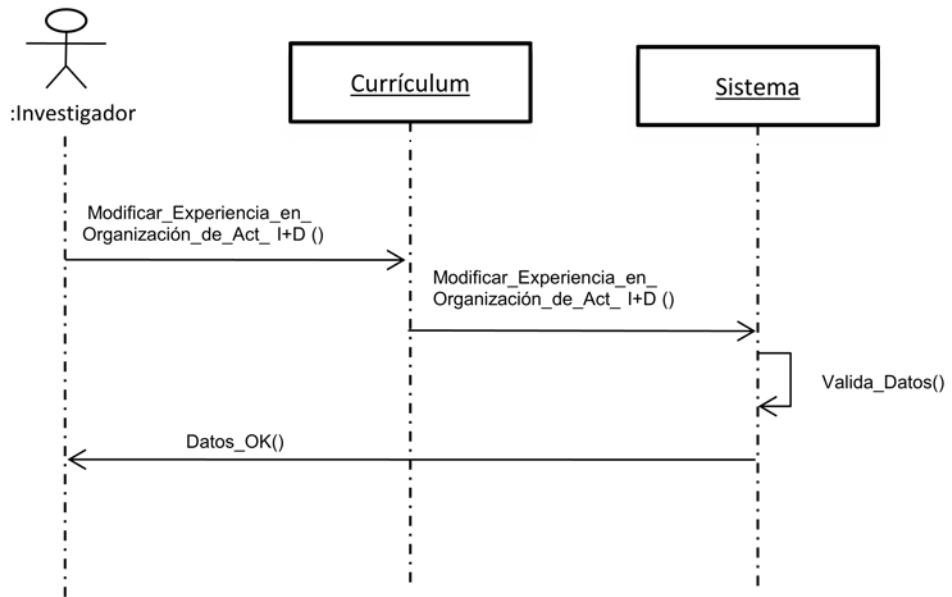 :Investigador
Currículum
Sistema
Modificar_Experiencia_en_
Organización_de_Act_ I+D ()
Modificar_Experiencia_en_
Organización_de_Act_ I+D ()
Valida_Datos()
Datos_OK()